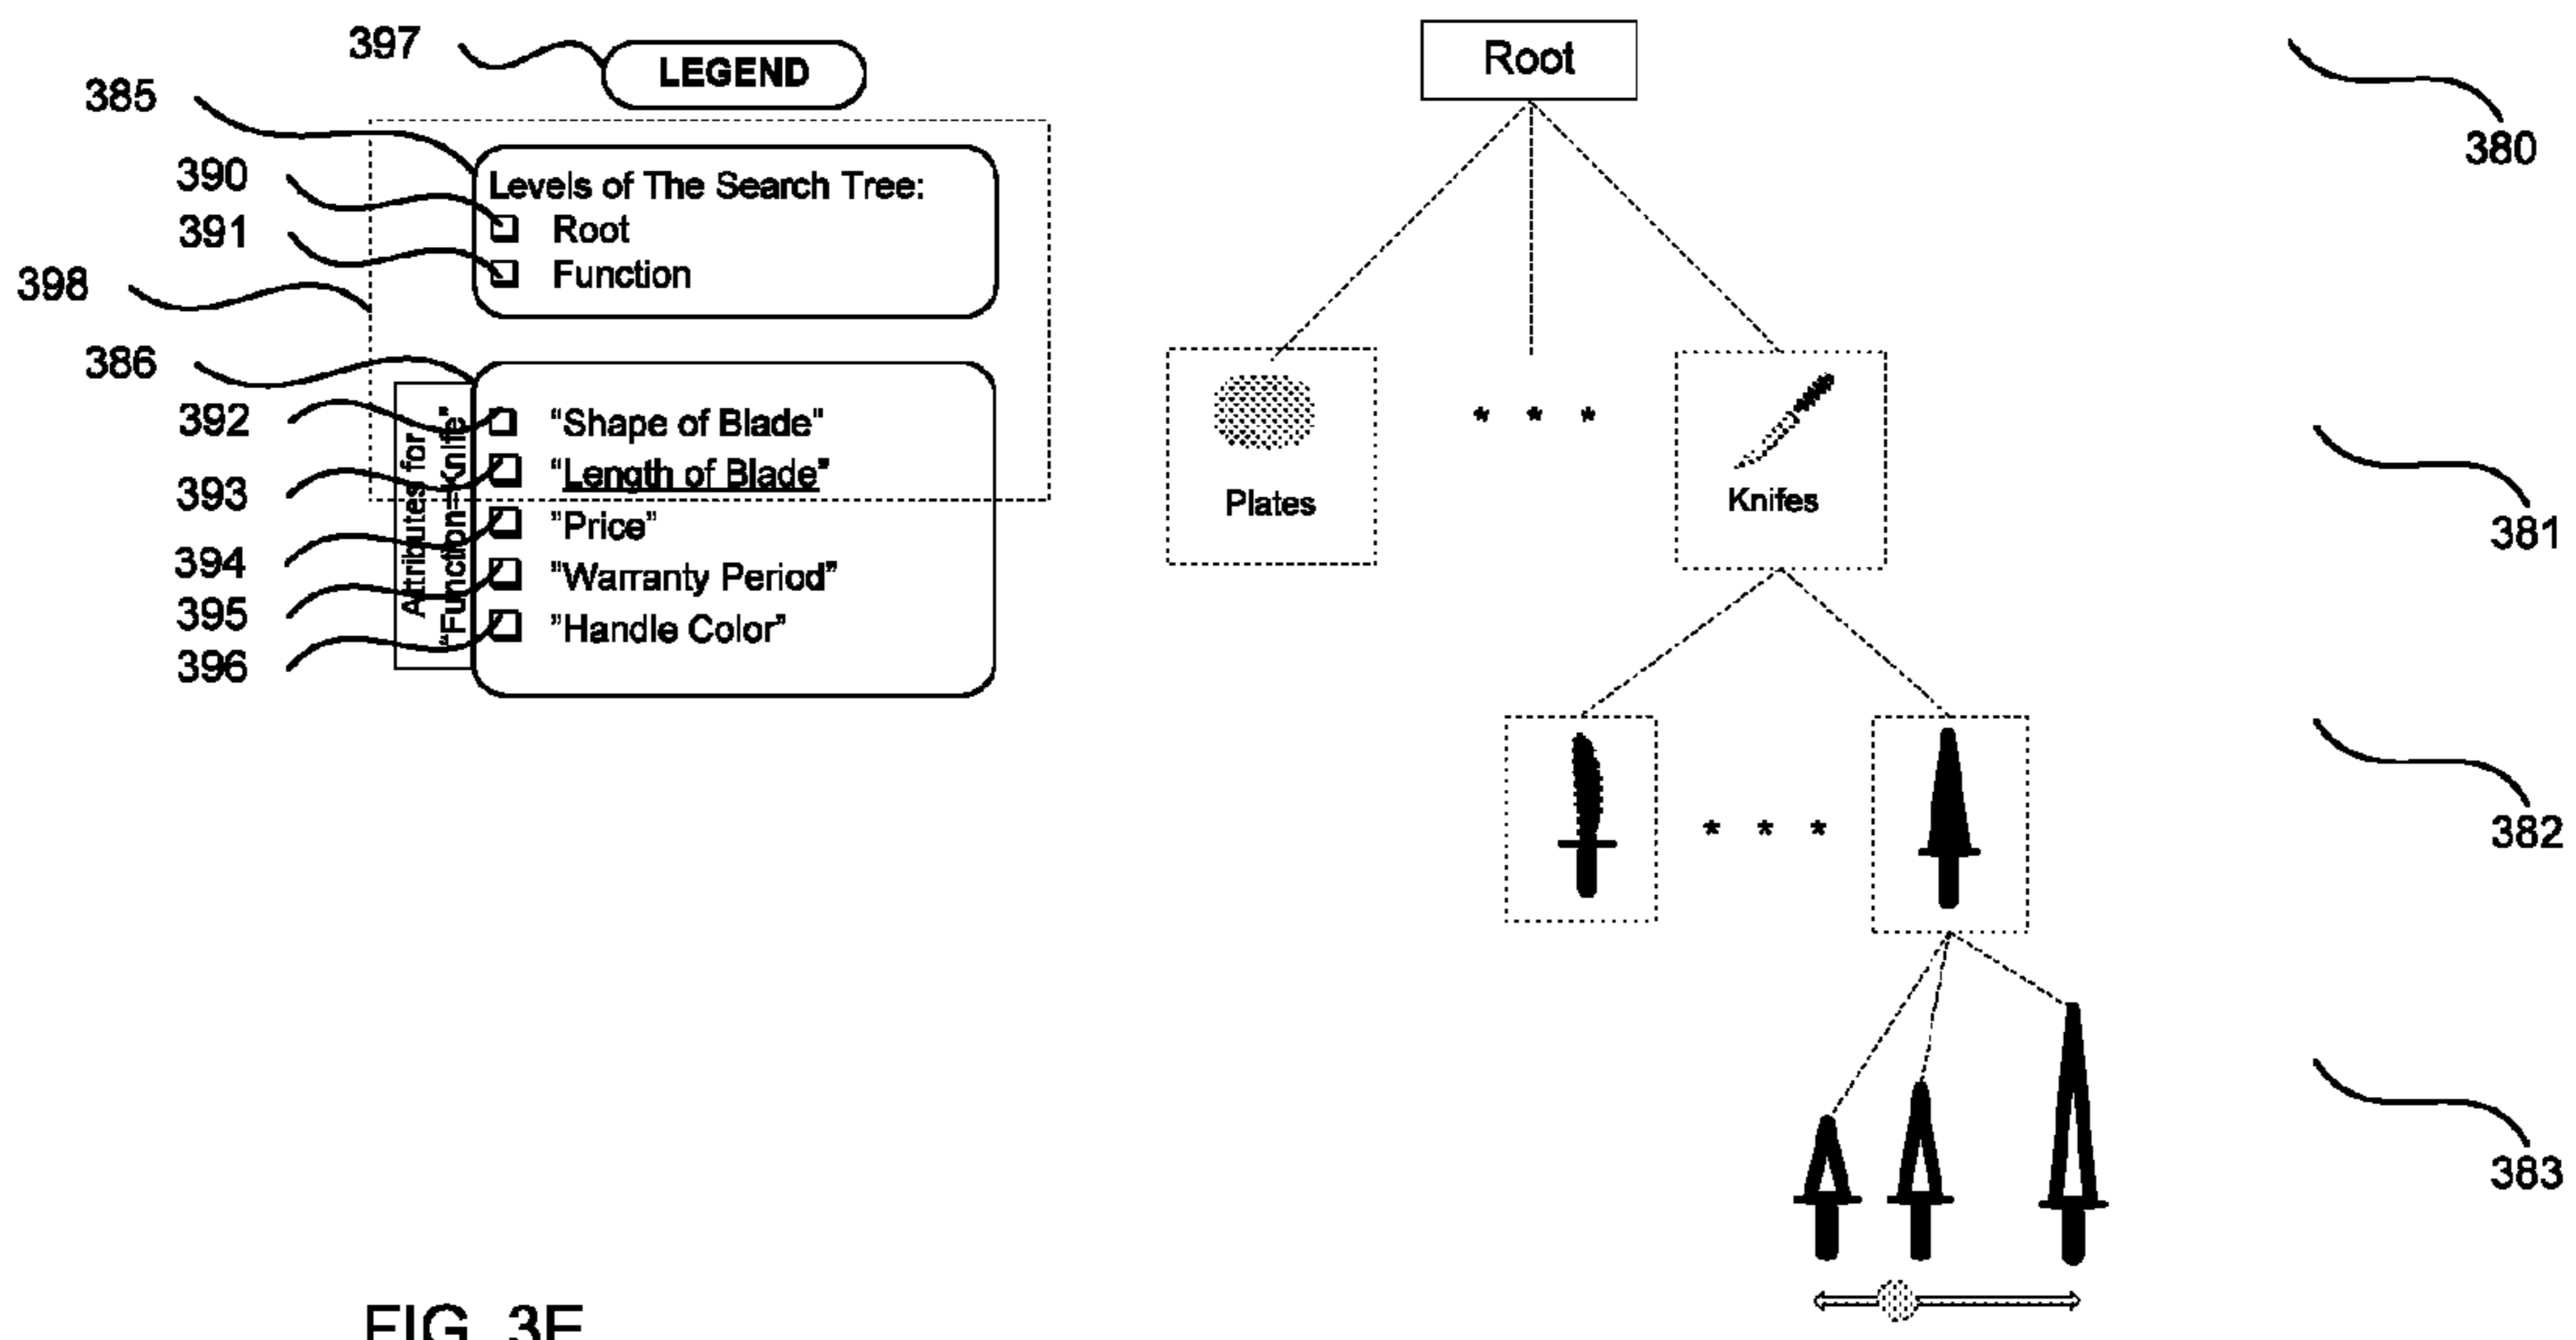 397
LEGEND
385
390
391
398
386
392
393
394
395
396
Levels of The Search Tree:
Root
Function
Attributes for
“Function=Knife”
“Shape of Blade”
“Length of Blade”
”Price”
”Warranty Period”
”Handle Color”
Root
380
Plates
* * *
Knifes
381
* * *
382
383
FIG. 3E